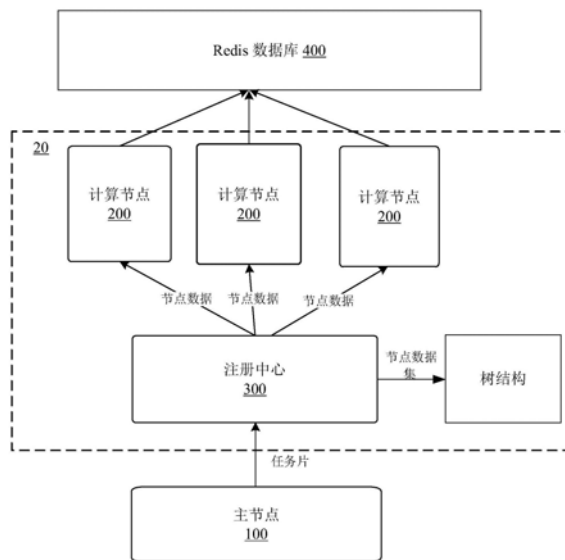 Redis 数据库 400
20
计算节点
200
计算节点
200
计算节点
200
节点数据
节点数据
节点数据
注册中心
300
节点数据
集
树结构
任务片
主节点
100